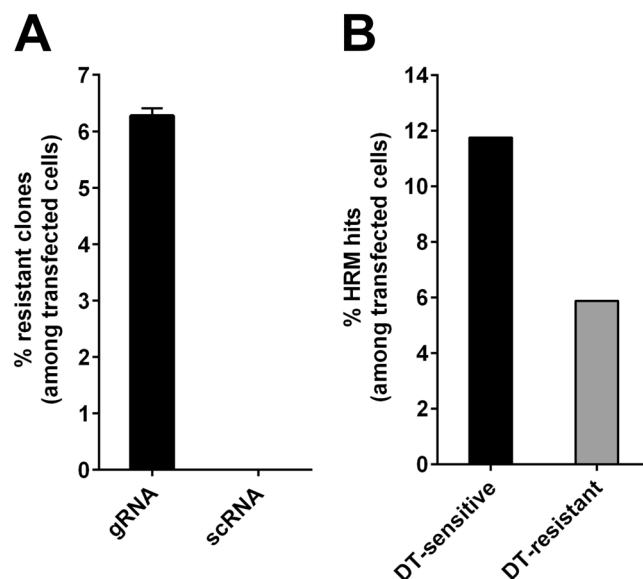 A
% resistant clones
(among transfected cells)
7
6
5
4
3
2
1
0
gRNA
scRNA
B
% HRM hits
(among transfected cells)
14
12
10
8
6
4
2
0
DT-sensitive
DT-resistant